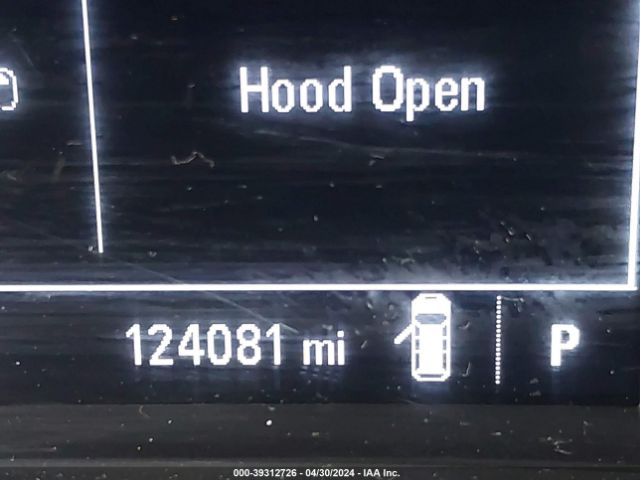 Hood Open
124081 mi
P
000-39312726 - 04/30/2024 - IAA Inc.